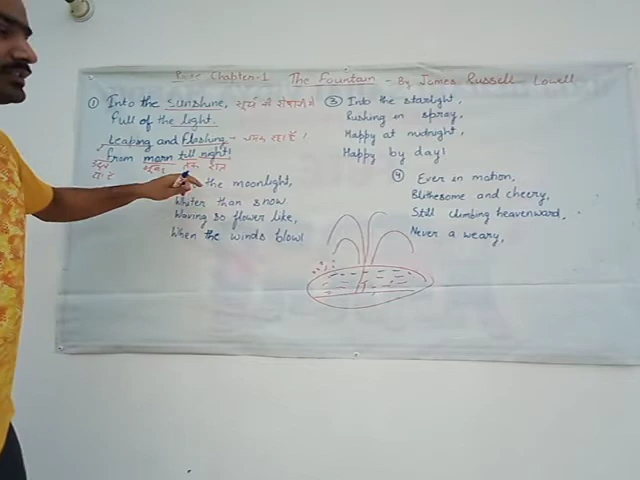 Poem Chapter-1 The Fountain - By James Russell Lowell
① Into the sunshine, सूर्य की रोशनी में
Full of the light.
Leaping and Flashing - चमक रहा है!
From morn till night!
सुबह तक रात
the moonlight,
Whiter than snow
Waving so flower like,
When the winds blow!
③ Into the starlight,
Rushing in spray,
Happy at midnight,
Happy by day!
④ Ever in motion,
Blithesome and cheery,
Still climbing heavenward,
Never a weary,